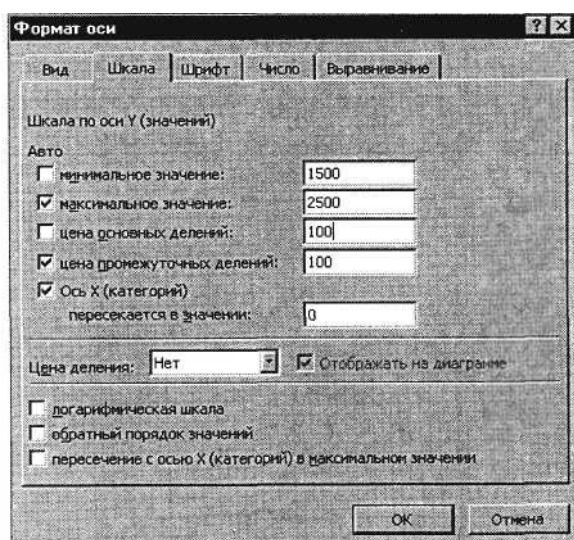 Формат оси
Вид Шкала Шрифт Число Выравнивание
Шкала по оси Y (значений)
Авто
минимальное значение: 1500
максимальное значение: 2500
цена основных делений: 100
цена промежуточных делений: 100
Ось X (категорий)
пересекается в значении: 0
Цена деления: Нет Отображать на диаграмме
логарифмическая шкала
обратный порядок значений
пересечение с осью X (категорий) в максимальном значении
ОК Отмена